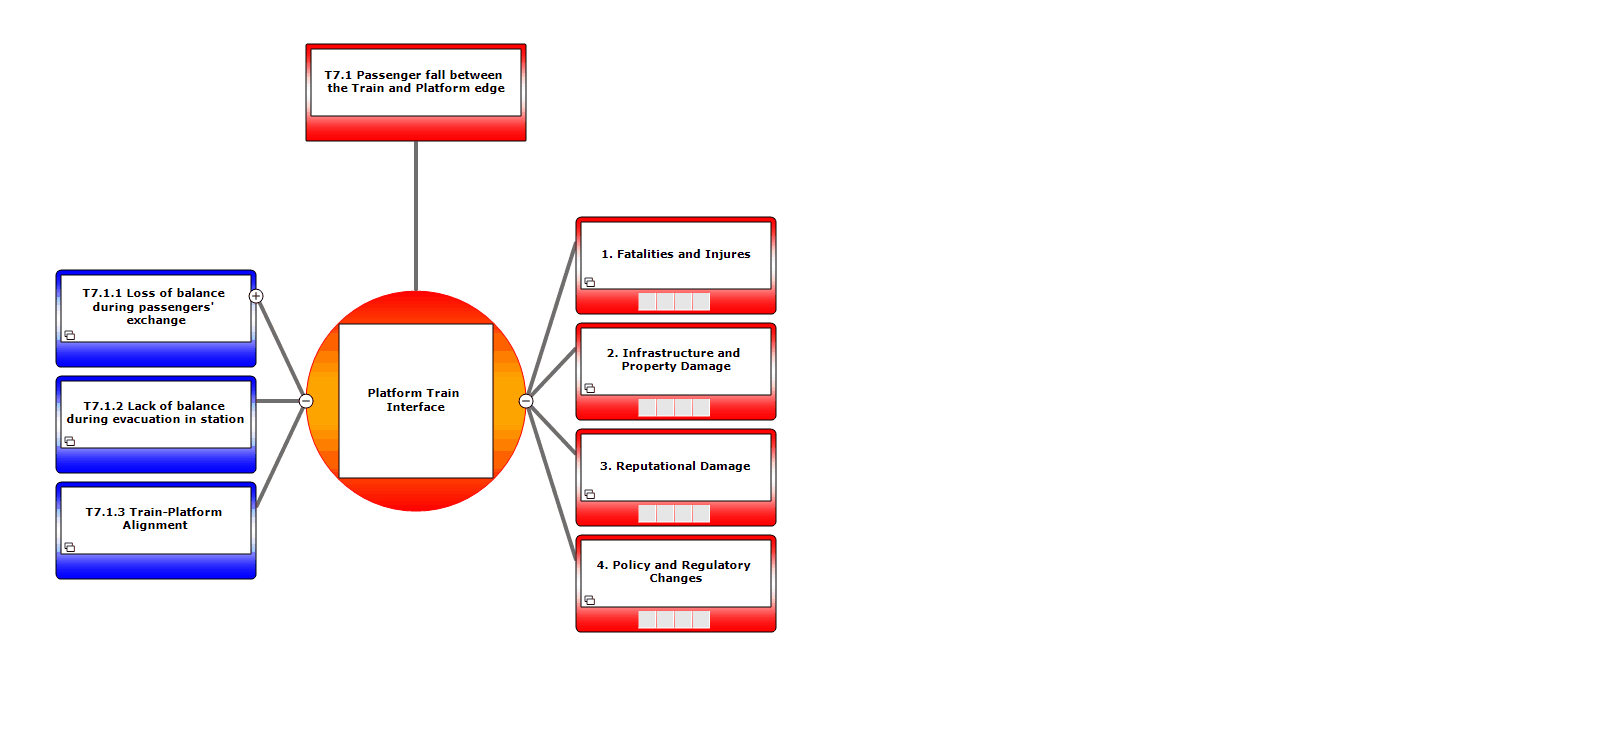 T7.1 Passenger fall between
the Train and Platform edge
T7.1.1 Loss of balance
during passengers'
exchange
T7.1.2 Lack of balance
during evacuation in station
T7.1.3 Train-Platform
Alignment
Platform Train
Interface
1. Fatalities and Injures
2. Infrastructure and
Property Damage
3. Reputational Damage
4. Policy and Regulatory
Changes